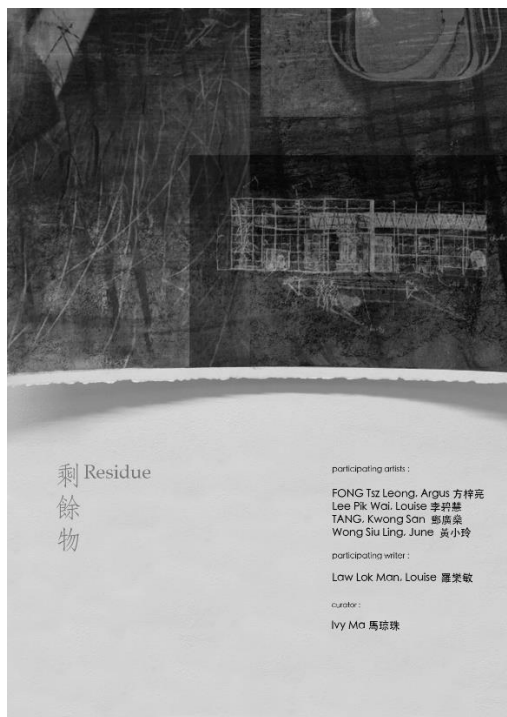 剩餘物
Residue
participating artists :
FONG Tsz Leong, Argus 方梓亮
Lee Pik Wai, Louise 李碧慧
TANG, Kwong San 鄧廣燊
Wong Siu Ling, June 黃小玲
participating writer :
Law Lok Man, Louise 羅樂敏
curator :
Ivy Ma 馬琼珠